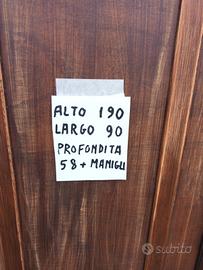 ALTO 190
LARGO 90
PROFONDITA
58 + MANIGLI
subito